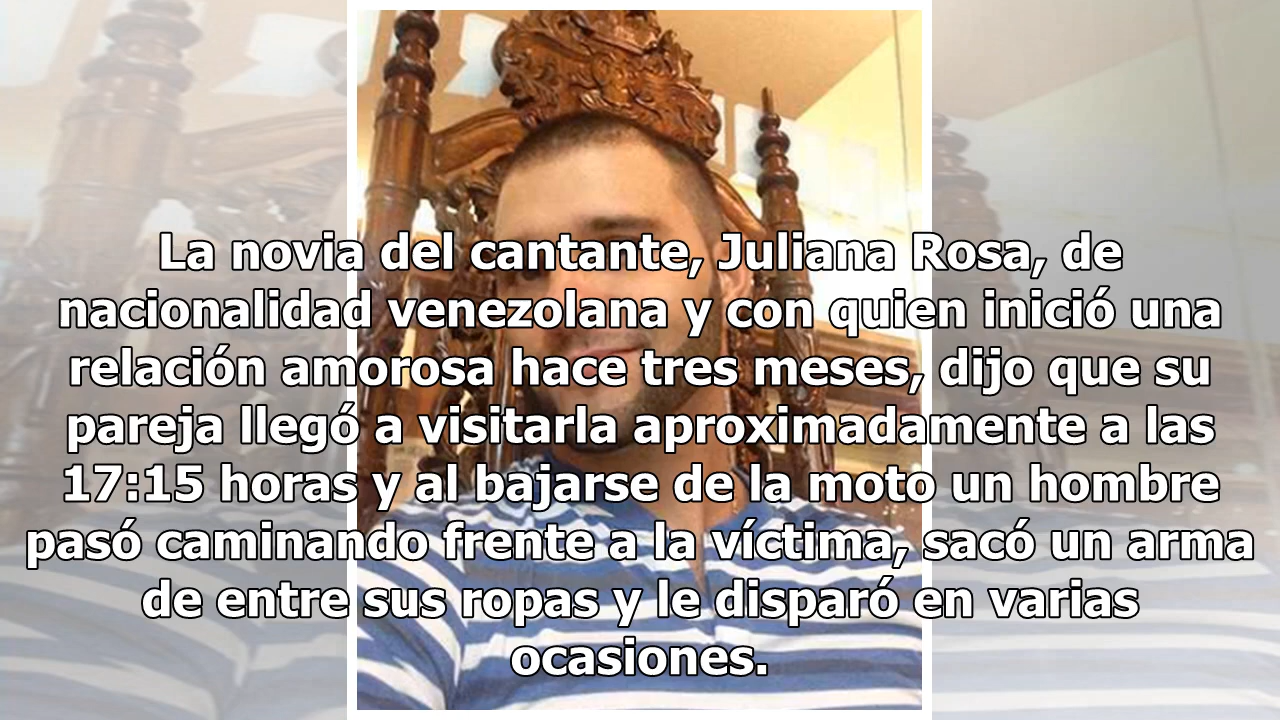 La novia del cantante, Juliana Rosa, de
nacionalidad venezolana y con quien inició una
relación amorosa hace tres meses, dijo que su
pareja llegó a visitarla aproximadamente a las
17:15 horas y al bajarse de la moto un hombre
pasó caminando frente a la víctima, sacó un arma
de entre sus ropas y le disparó en varias
ocasiones.